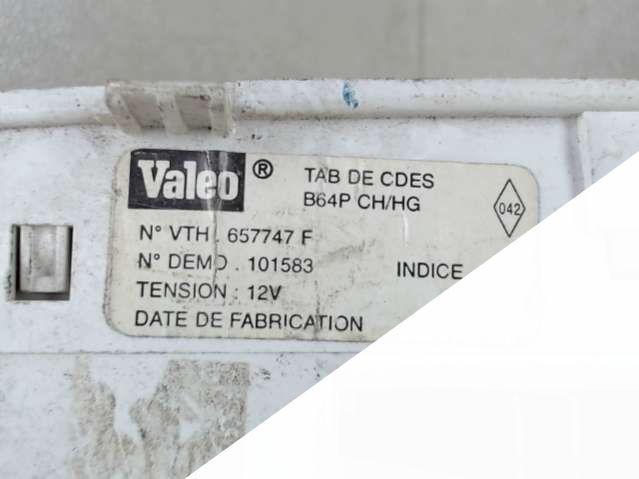 Valeo ® TAB DE CDES
B64P CH/HG
042
N° VTH. 657747 F
N° DEMO . 101583 INDICE
TENSION : 12V
DATE DE FABRICATION